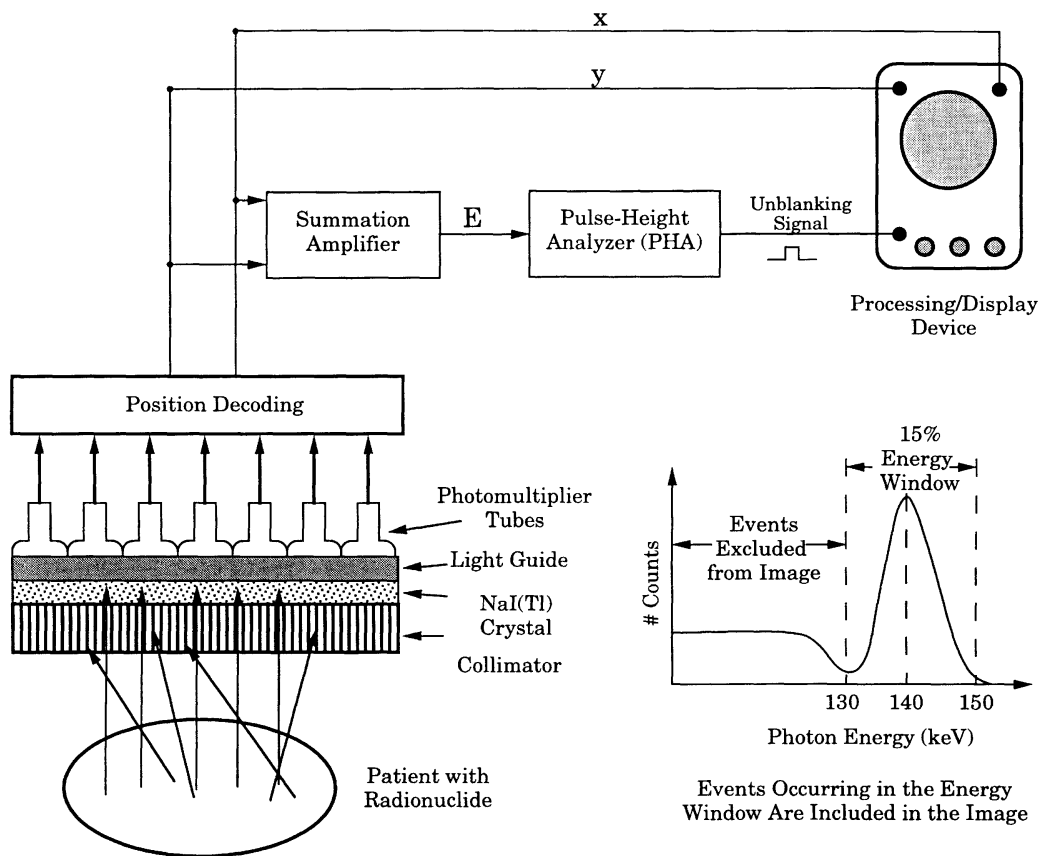 x
y
Summation
Amplifier
E
Pulse-Height
Analyzer (PHA)
Unblanking
Signal
Processing/Display
Device
Position Decoding
Photomultiplier
Tubes
Light Guide
NaI(Tl)
Crystal
Collimator
Patient with
Radionuclide
15%
Energy
Window
Events
Excluded
from Image
# Counts
130 140 150
Photon Energy (keV)
Events Occurring in the Energy
Window Are Included in the Image